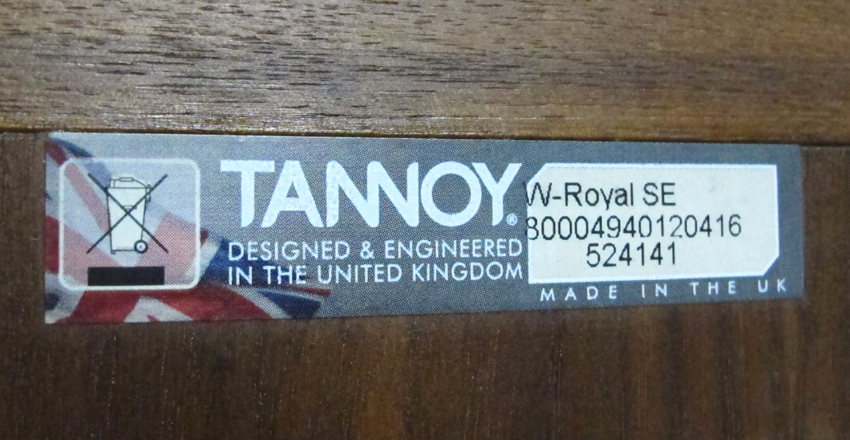 TANNOY®
DESIGNED & ENGINEERED
IN THE UNITED KINGDOM
W-Royal SE
80004940120416
524141
MADE IN THE UK